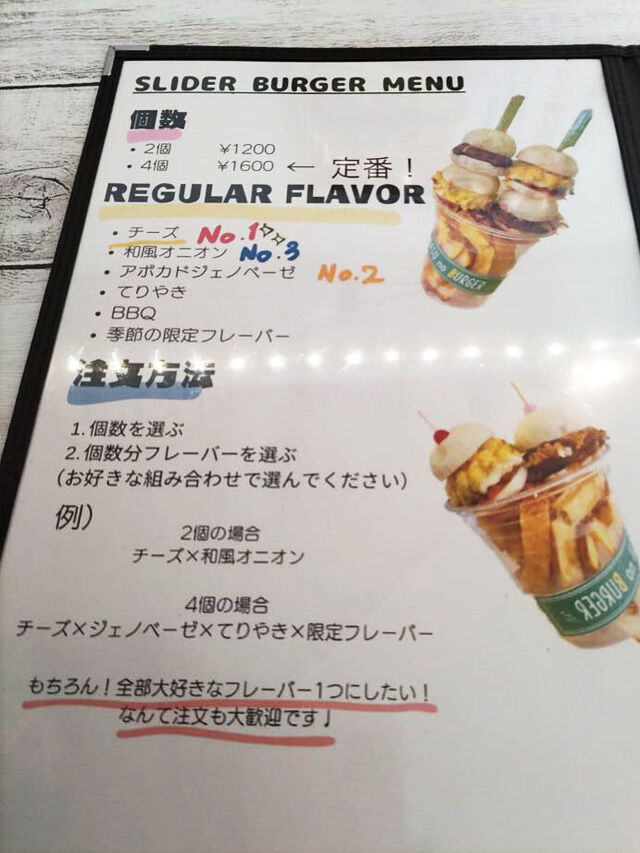 SLIDER BURGER MENU
個数
・2個 ¥1200
・4個 ¥1600 ← 定番！
REGULAR FLAVOR
・チーズ No.1
・和風オニオン No.3
・アボカドジェノベーゼ No.2
・てりやき
・BBQ
・季節の限定フレーバー
注文方法
1.個数を選ぶ
2.個数分フレーバーを選ぶ
（お好きな組み合わせで選んでください）
例）
2個の場合
チーズ×和風オニオン
4個の場合
チーズ×ジェノベーゼ×てりやき×限定フレーバー
もちろん！全部大好きなフレーバー1つにしたい！
なんて注文も大歓迎です♩
no BURGER
no BURGER